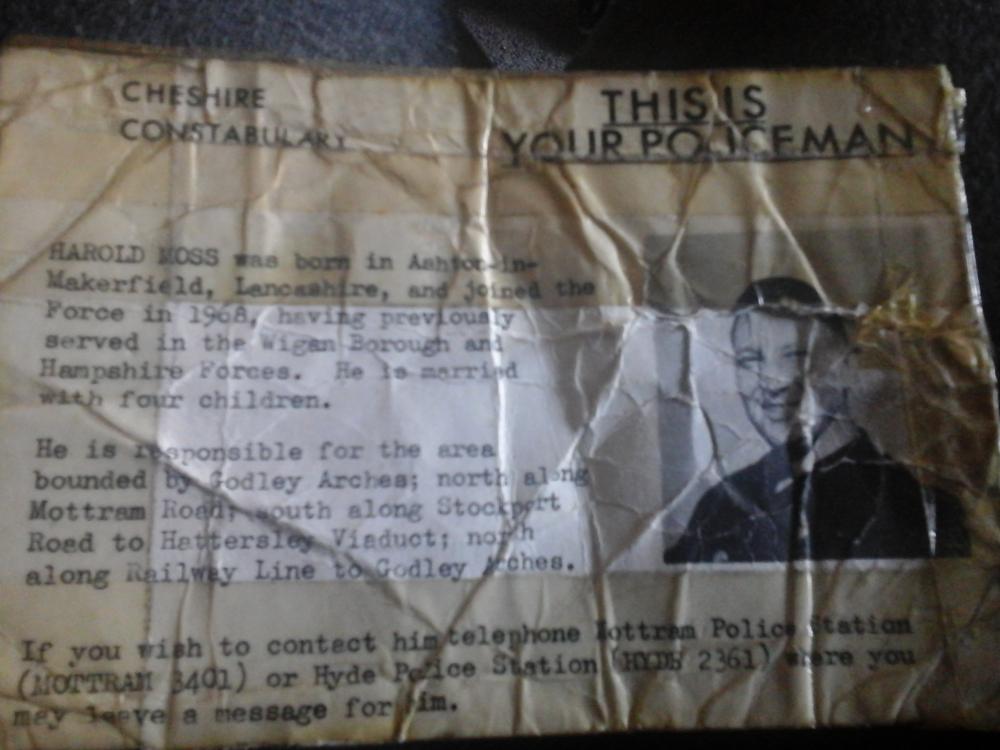 CHESHIRE
CONSTABULARY
THIS IS
YOUR POLICEMAN
HAROLD MOSS was born in Ashton-in-
Makerfield, Lancashire, and joined the
Force in 1968, having previously
served in the Wigan Borough and
Hampshire Forces. He is married
with four children.
He is responsible for the area
bounded by Godley Arches; north along
Mottram Road; south along Stockport
Road to Hattersley Viaduct; north
along Railway Line to Godley Arches.
If you wish to contact him telephone Mottram Police Station
(MOTTRAM 3401) or Hyde Police Station (HYDE 2361) where you
may leave a message for him.